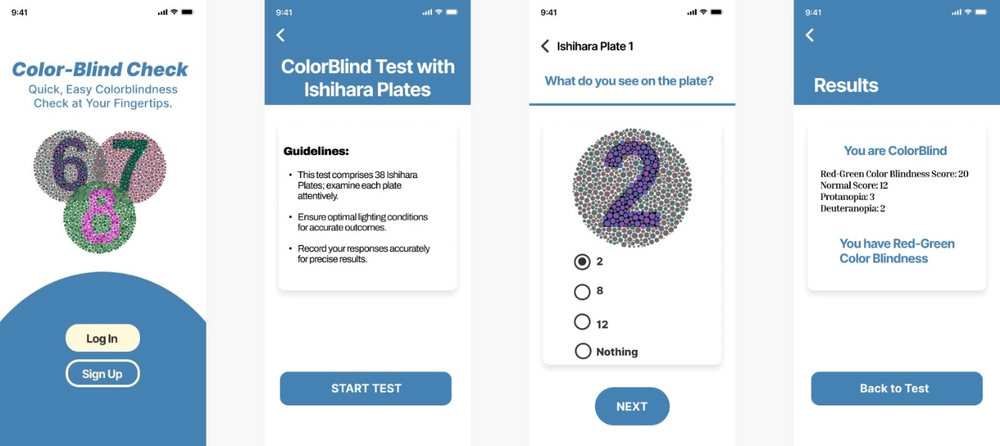 9:41
Color-Blind Check
Quick, Easy Colorblindness
Check at Your Fingertips.
6
7
8
Log In
Sign Up
9:41
ColorBlind Test with
Ishihara Plates
Guidelines:
• This test comprises 38 Ishihara
Plates; examine each plate
attentively.
• Ensure optimal lighting conditions
for accurate outcomes.
• Record your responses accurately
for precise results.
START TEST
9:41
Ishihara Plate 1
What do you see on the plate?
2
2
8
12
Nothing
NEXT
9:41
Results
You are ColorBlind
Red-Green Color Blindness Score: 20
Normal Score: 12
Protanopia: 3
Deuteranopia: 2
You have Red-Green
Color Blindness
Back to Test